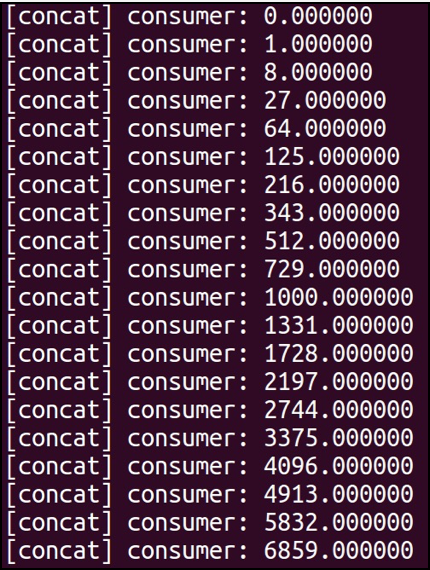 [concat] consumer: 0.000000
[concat] consumer: 1.000000
[concat] consumer: 8.000000
[concat] consumer: 27.000000
[concat] consumer: 64.000000
[concat] consumer: 125.000000
[concat] consumer: 216.000000
[concat] consumer: 343.000000
[concat] consumer: 512.000000
[concat] consumer: 729.000000
[concat] consumer: 1000.000000
[concat] consumer: 1331.000000
[concat] consumer: 1728.000000
[concat] consumer: 2197.000000
[concat] consumer: 2744.000000
[concat] consumer: 3375.000000
[concat] consumer: 4096.000000
[concat] consumer: 4913.000000
[concat] consumer: 5832.000000
[concat] consumer: 6859.000000